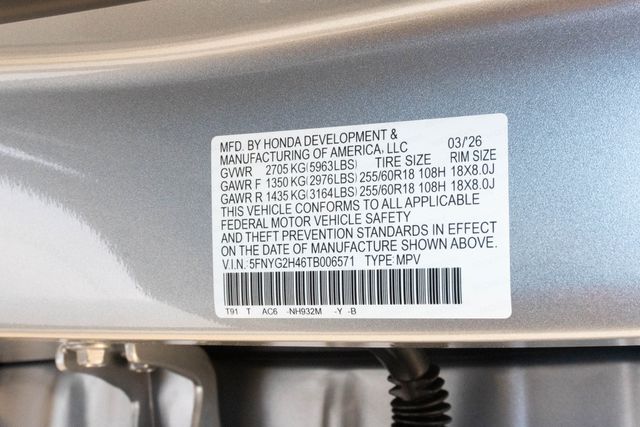 MFD. BY HONDA DEVELOPMENT & 03/'26
MANUFACTURING OF AMERICA, LLC
GVWR 2705 KG(5963LBS) TIRE SIZE RIM SIZE
GAWR F 1350 KG(2976LBS) 255/60R18 108H 18X8.0J
GAWR R 1435 KG(3164LBS) 255/60R18 108H 18X8.0J
THIS VEHICLE CONFORMS TO ALL APPLICABLE
FEDERAL MOTOR VEHICLE SAFETY
AND THEFT PREVENTION STANDARDS IN EFFECT
ON THE DATE OF MANUFACTURE SHOWN ABOVE.
V.I.N. 5FNYG2H46TB006571 TYPE: MPV
T91 T AC6 -NH932M -Y -B